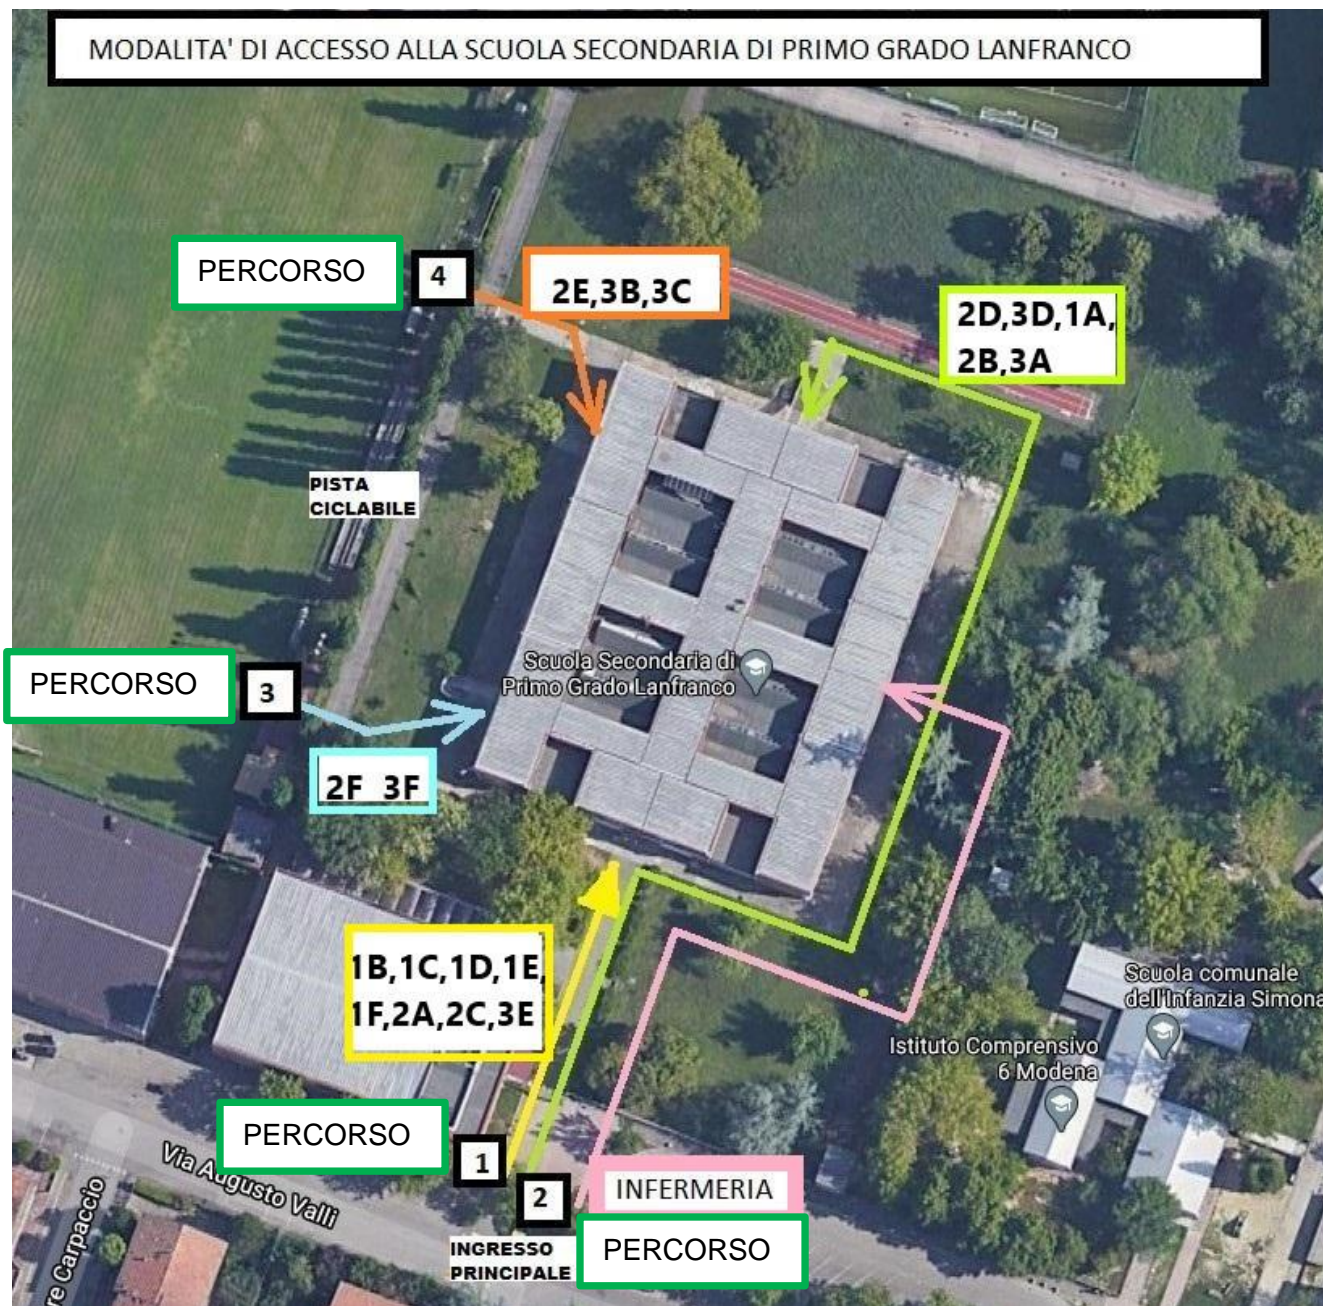 MODALITA' DI ACCESSO ALLA SCUOLA SECONDARIA DI PRIMO GRADO LANFRANCO
PERCORSO
4
2E,3B,3C
2D,3D,1A,
2B,3A
PISTA
CICLABILE
Scuola Secondaria di
Primo Grado Lanfranco
PERCORSO
3
2F 3F
1B,1C,1D,1E,
1F,2A,2C,3E
Scuola comunale
dell'Infanzia Simona
Istituto Comprensivo
6 Modena
PERCORSO
1
2
INFERMERIA
PERCORSO
Via Augusto Valli
INGRESSO
PRINCIPALE
re Carpaccio